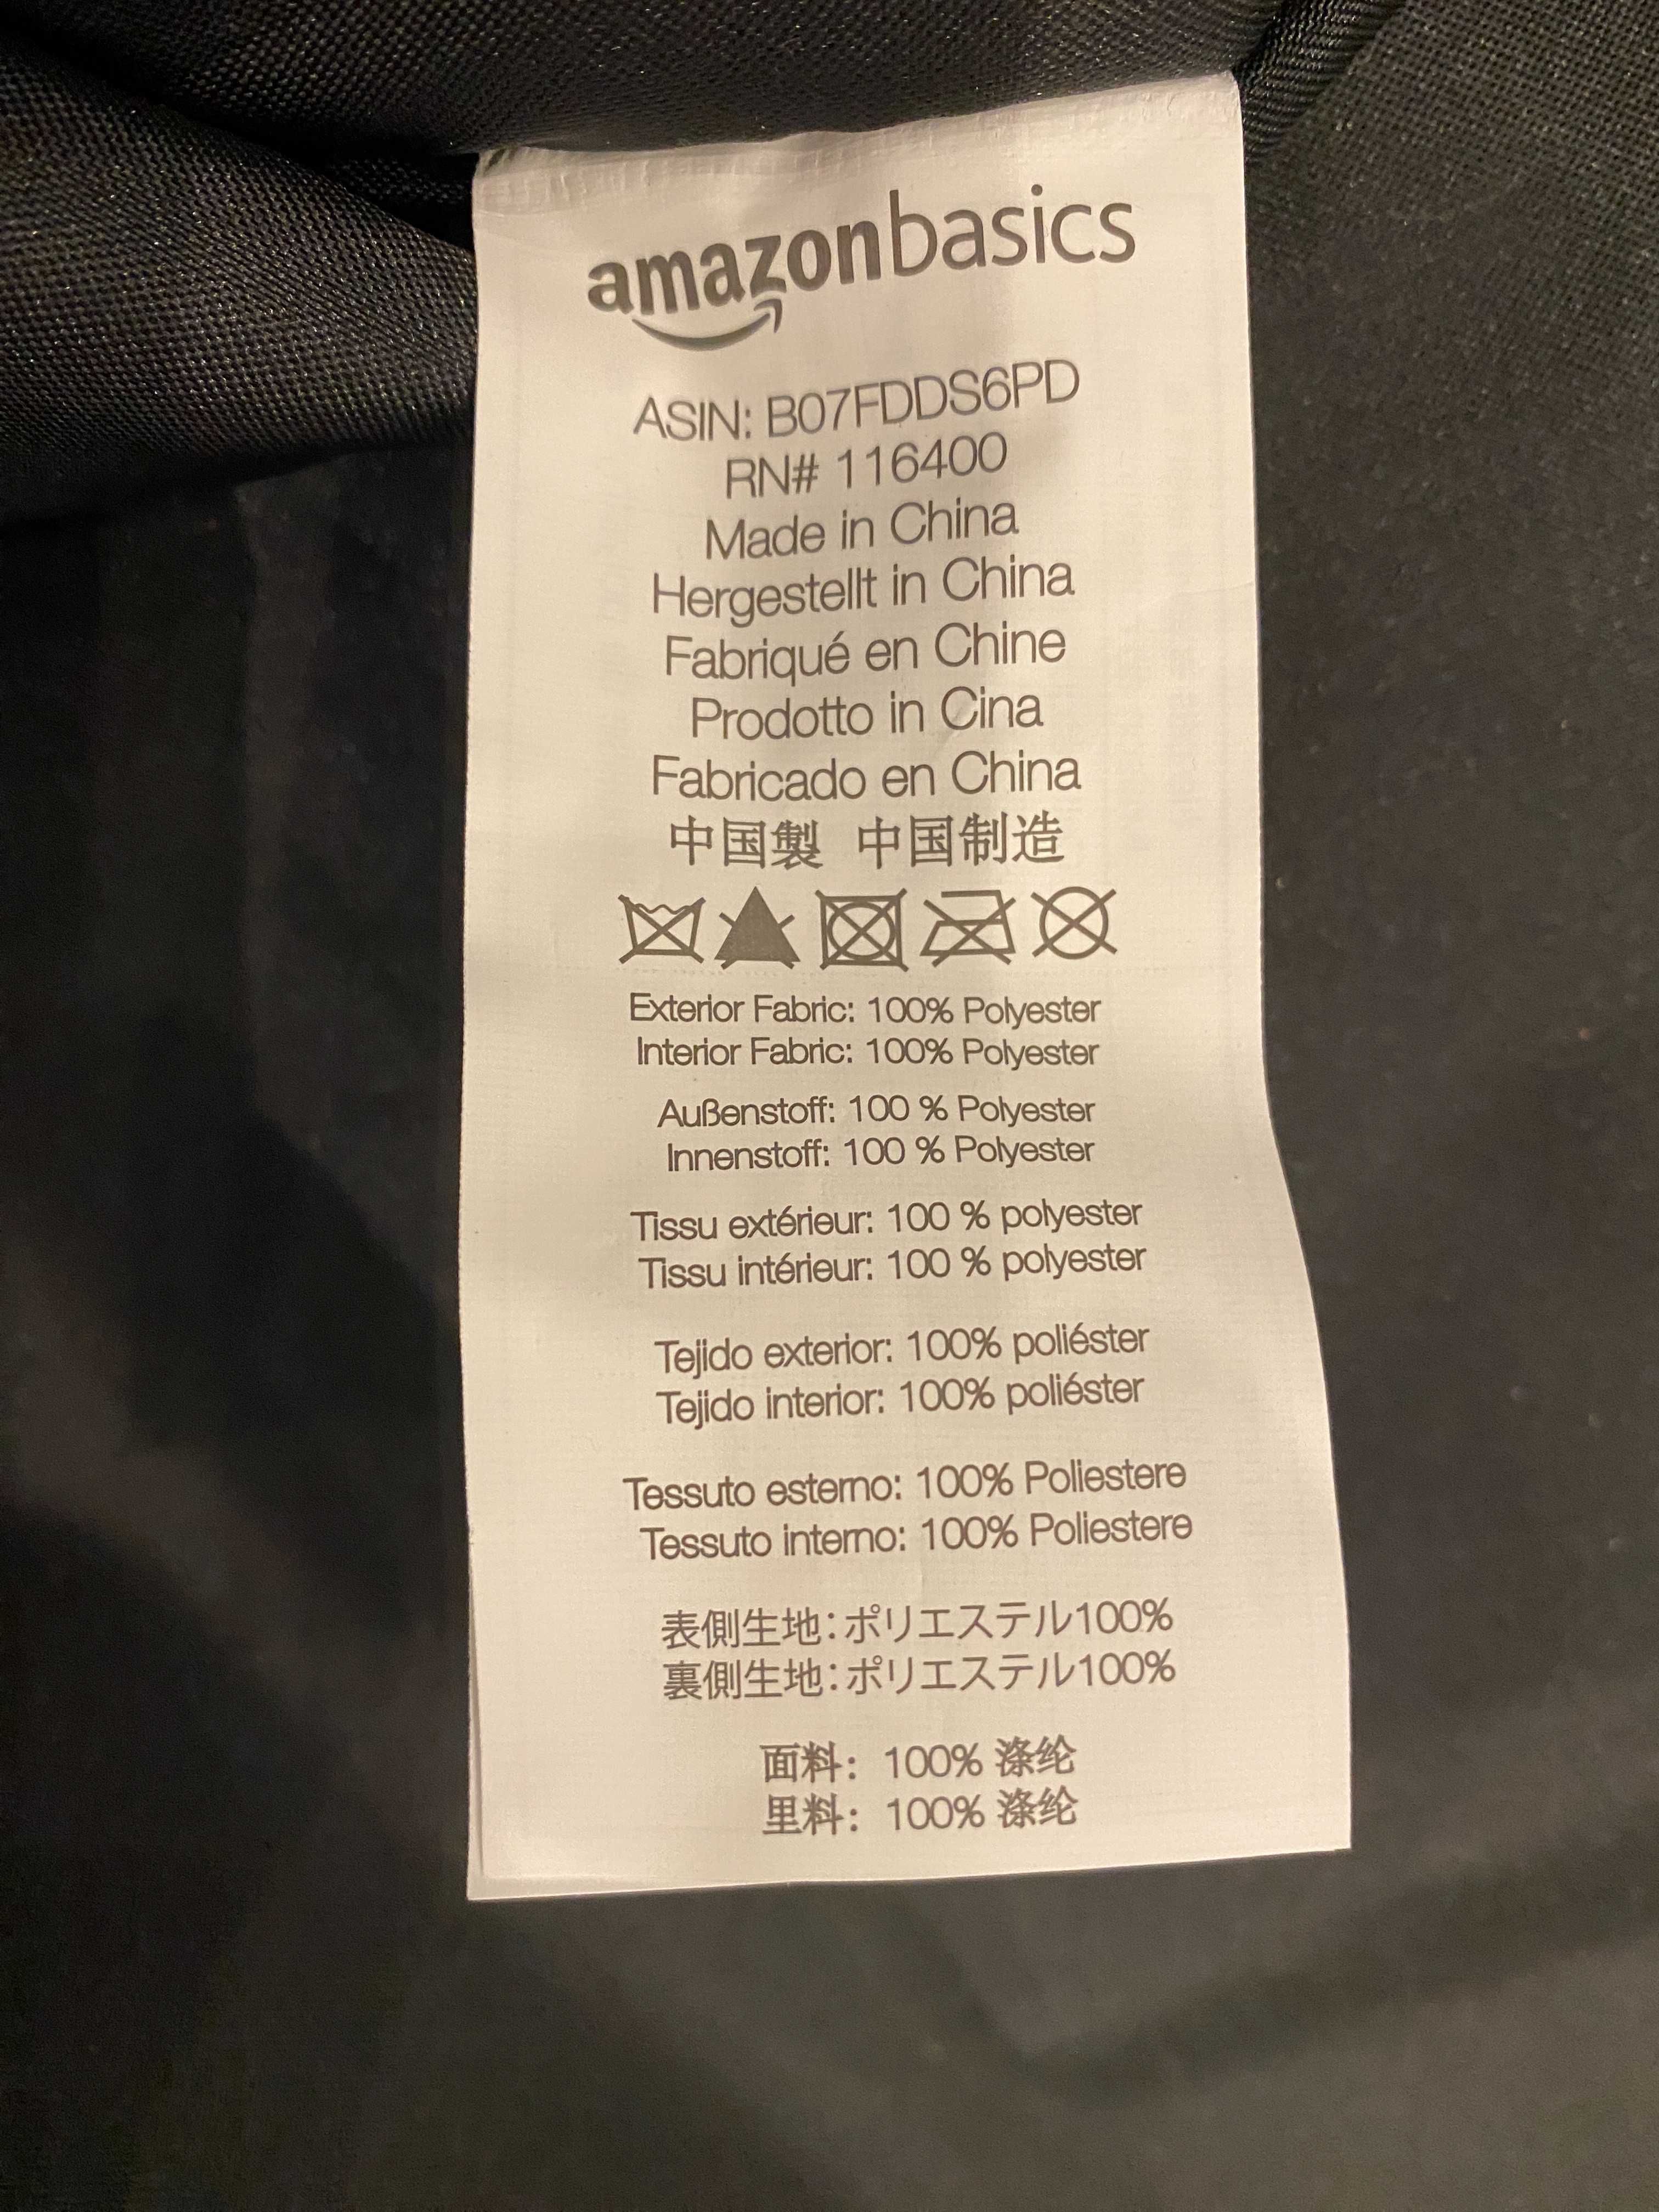 amazonbasics
ASIN: B07FDDS6PD
RN# 116400
Made in China
Hergestellt in China
Fabriqué en Chine
Prodotto in Cina
Fabricado en China
中国製 中国制造
Exterior Fabric: 100% Polyester
Interior Fabric: 100% Polyester
Außenstoff: 100 % Polyester
Innenstoff: 100 % Polyester
Tissu extérieur: 100 % polyester
Tissu intérieur: 100 % polyester
Tejido exterior: 100% poliéster
Tejido interior: 100% poliéster
Tessuto esterno: 100% Poliestere
Tessuto interno: 100% Poliestere
表側生地:ポリエステル100%
裏側生地:ポリエステル100%
面料: 100% 涤纶
里料: 100% 涤纶